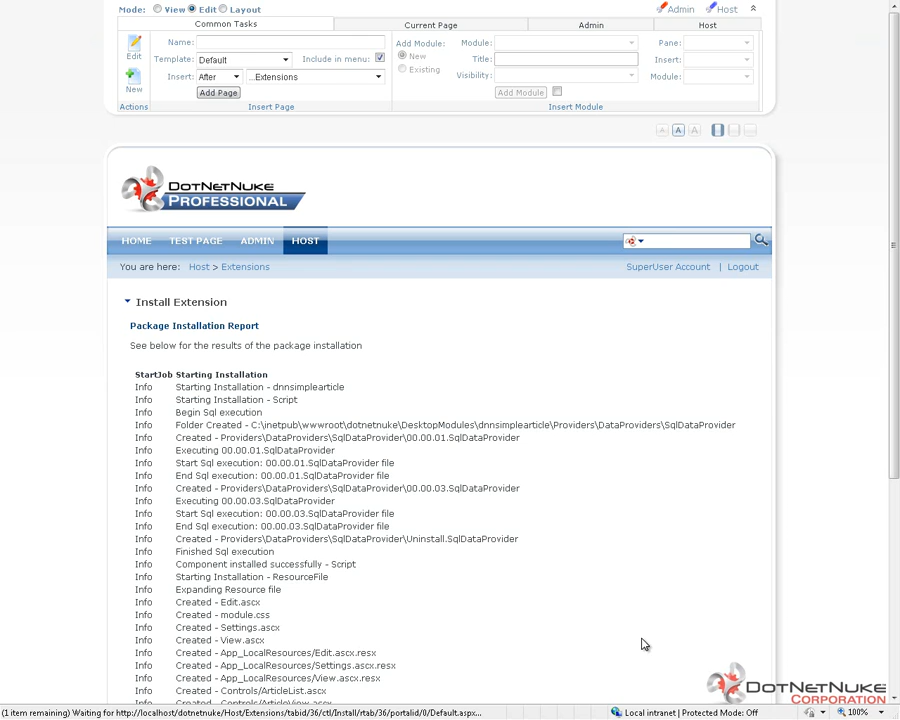 Mode: View Edit Layout Admin Host
Common Tasks Current Page Admin Host
Edit
New
Actions
Name:
Template: Default Include in menu:
Insert: After ...Extensions
Add Page
Insert Page
Add Module: New Existing
Module:
Title:
Visibility:
Add Module
Pane:
Insert:
Module:
Insert Module
A A A
DOTNETNUKE
PROFESSIONAL
HOME TEST PAGE ADMIN HOST
You are here: Host > Extensions SuperUser Account | Logout
Install Extension
Package Installation Report
See below for the results of the package installation
StartJob Starting Installation
Info Starting Installation - dnnsimplearticle
Info Starting Installation - Script
Info Begin Sql execution
Info Folder Created - C:\inetpub\wwwroot\dotnetnuke\DesktopModules\dnnsimplearticle\Providers\DataProviders\SqlDataProvider
Info Created - Providers\DataProviders\SqlDataProvider\00.00.01.SqlDataProvider
Info Executing 00.00.01.SqlDataProvider
Info Start Sql execution: 00.00.01.SqlDataProvider file
Info End Sql execution: 00.00.01.SqlDataProvider file
Info Created - Providers\DataProviders\SqlDataProvider\00.00.03.SqlDataProvider
Info Executing 00.00.03.SqlDataProvider
Info Start Sql execution: 00.00.03.SqlDataProvider file
Info End Sql execution: 00.00.03.SqlDataProvider file
Info Created - Providers\DataProviders\SqlDataProvider\Uninstall.SqlDataProvider
Info Finished Sql execution
Info Component installed successfully - Script
Info Starting Installation - ResourceFile
Info Expanding Resource file
Info Created - Edit.ascx
Info Created - module.css
Info Created - Settings.ascx
Info Created - View.ascx
Info Created - App_LocalResources/Edit.ascx.resx
Info Created - App_LocalResources/Settings.ascx.resx
Info Created - App_LocalResources/View.ascx.resx
Info Created - Controls/ArticleList.ascx
Info Created - Controls/ArticleView.ascx
DOTNETNUKE
CORPORATION
(1 item remaining) Waiting for http://localhost/dotnetnuke/Host/Extensions/tabid/36/ctl/Install/rtab/36/portalid/0/Default.aspx... Local intranet | Protected Mode: Off 100%